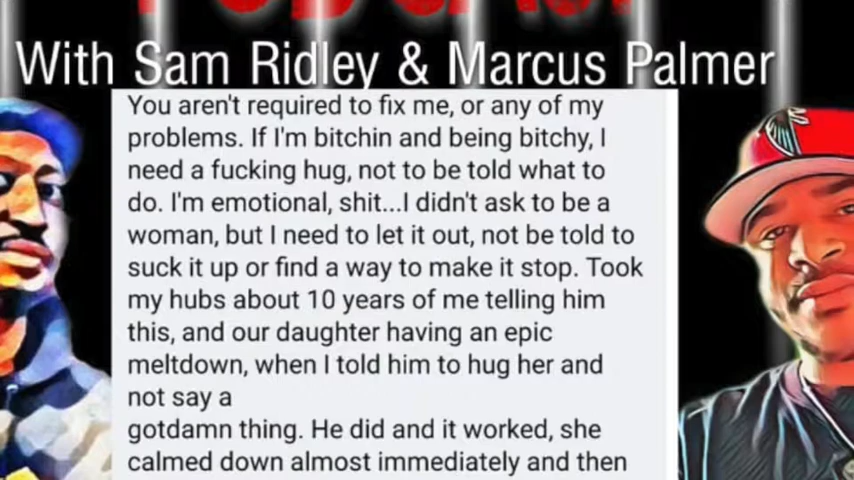 PODCAST
With Sam Ridley & Marcus Palmer
You aren't required to fix me, or any of my
problems. If I'm bitchin and being bitchy, I
need a fucking hug, not to be told what to
do. I'm emotional, shit...I didn't ask to be a
woman, but I need to let it out, not be told to
suck it up or find a way to make it stop. Took
my hubs about 10 years of me telling him
this, and our daughter having an epic
meltdown, when I told him to hug her and
not say a
gotdamn thing. He did and it worked, she
calmed down almost immediately and then